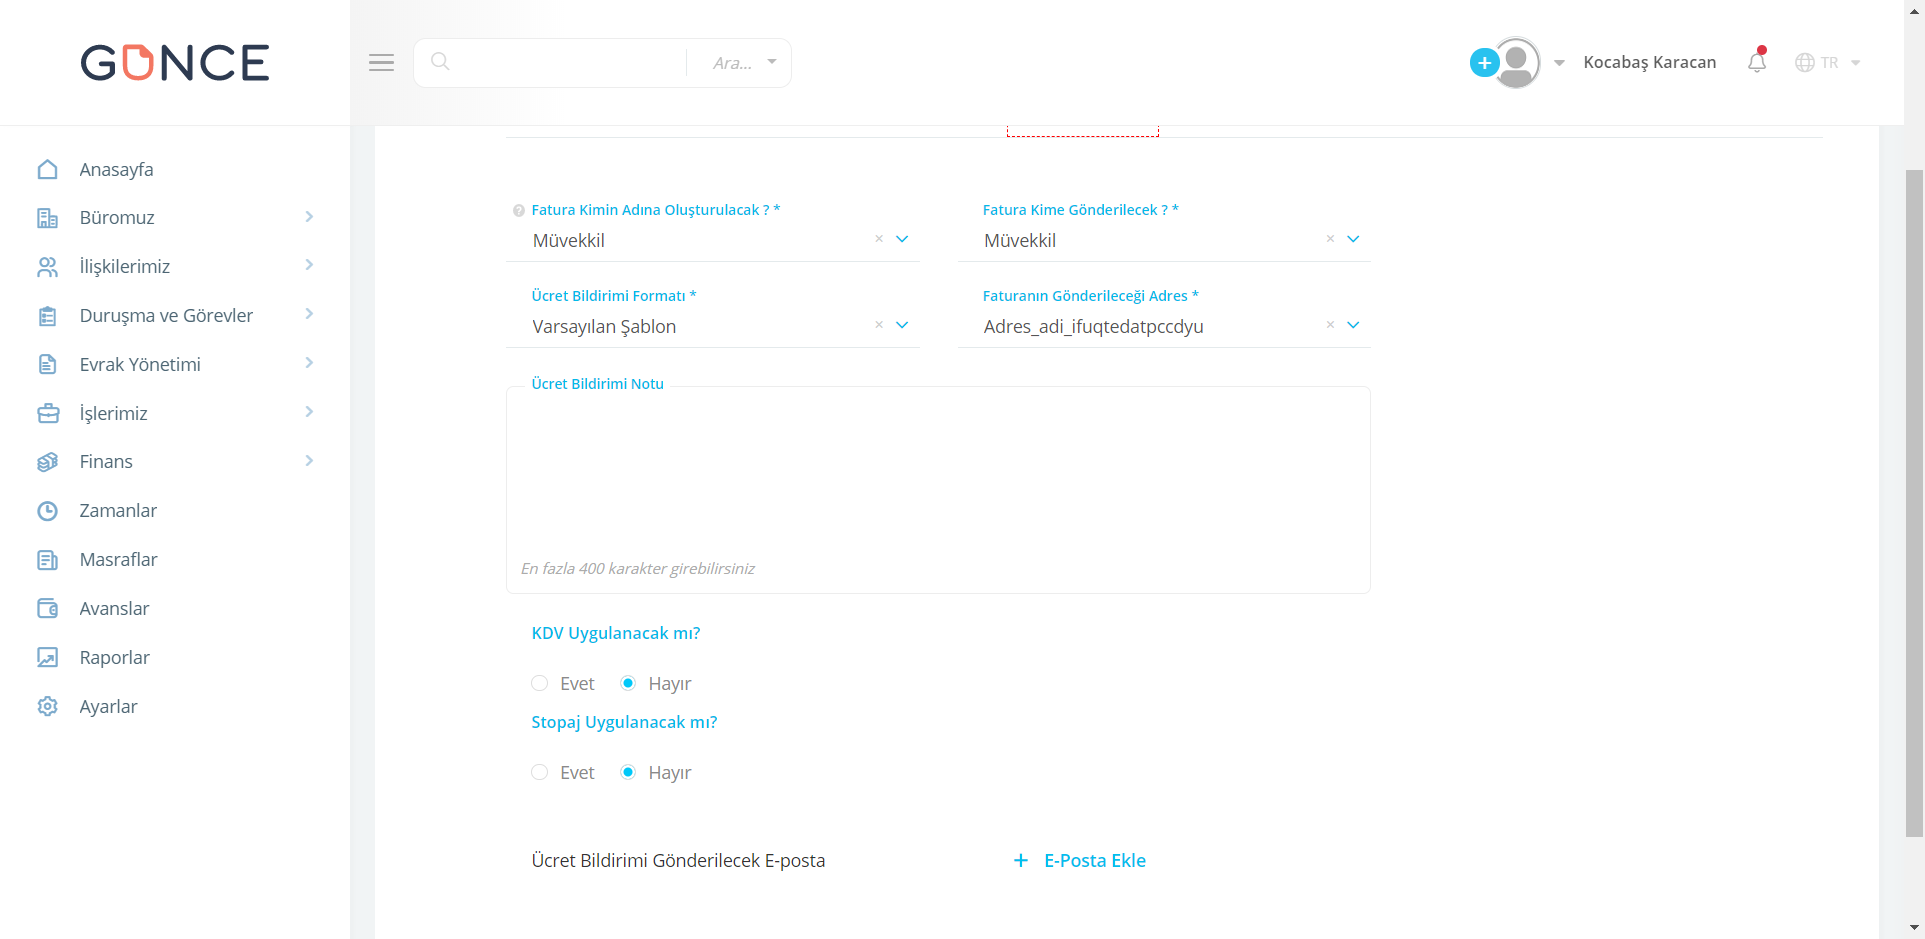 GÜNCE
Ara...
Kocabaş Karacan
TR
Anasayfa
Büromuz
İlişkilerimiz
Duruşma ve Görevler
Evrak Yönetimi
İşlerimiz
Finans
Zamanlar
Masraflar
Avanslar
Raporlar
Ayarlar
Fatura Kimin Adına Oluşturulacak ? *
Müvekkil
Fatura Kime Gönderilecek ? *
Müvekkil
Ücret Bildirimi Formatı *
Varsayılan Şablon
Faturanın Gönderileceği Adres *
Adres_adi_ifuqtedatpccdyu
Ücret Bildirimi Notu
En fazla 400 karakter girebilirsiniz
KDV Uygulanacak mı?
Evet Hayır
Stopaj Uygulanacak mı?
Evet Hayır
Ücret Bildirimi Gönderilecek E-posta
+ E-Posta Ekle